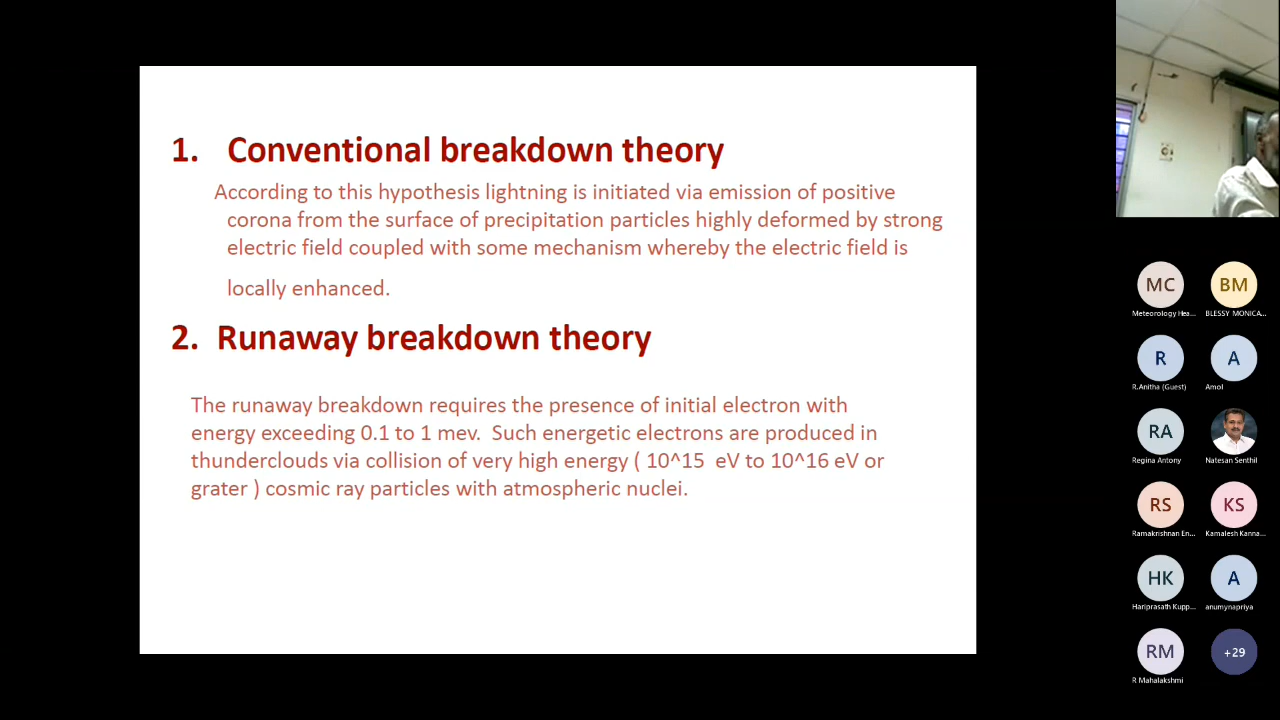 1. Conventional breakdown theory
According to this hypothesis lightning is initiated via emission of positive
corona from the surface of precipitation particles highly deformed by strong
electric field coupled with some mechanism whereby the electric field is
locally enhanced.
2. Runaway breakdown theory
The runaway breakdown requires the presence of initial electron with
energy exceeding 0.1 to 1 mev. Such energetic electrons are produced in
thunderclouds via collision of very high energy ( 10^15 eV to 10^16 eV or
grater ) cosmic ray particles with atmospheric nuclei.
MC BM
Meteorology Hea... BLESSY MONICA...
R A
R.Anitha (Guest) Amol
RA
Regina Antony Natesan Senthil
RS KS
Ramakrishnan En... Kamalesh Kanna...
HK A
Hariprasath Kupp... anumynapriya
RM +29
R Mahalakshmi